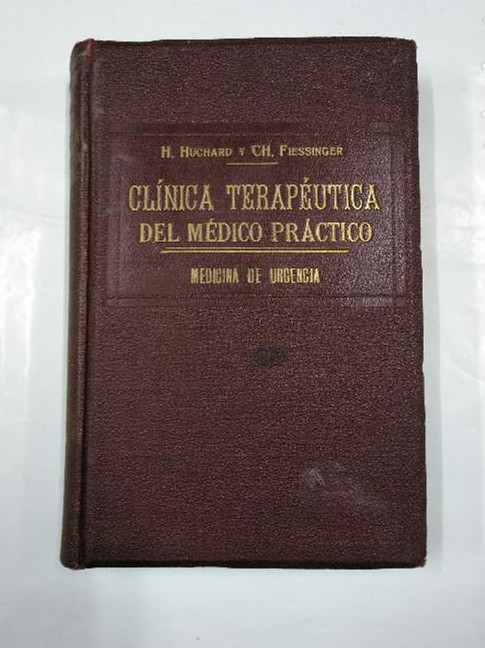 H. HUCHARD Y CH. FIESSINGER
CLÍNICA TERAPÉUTICA
DEL MÉDICO PRÁCTICO
MEDICINA DE URGENCIA